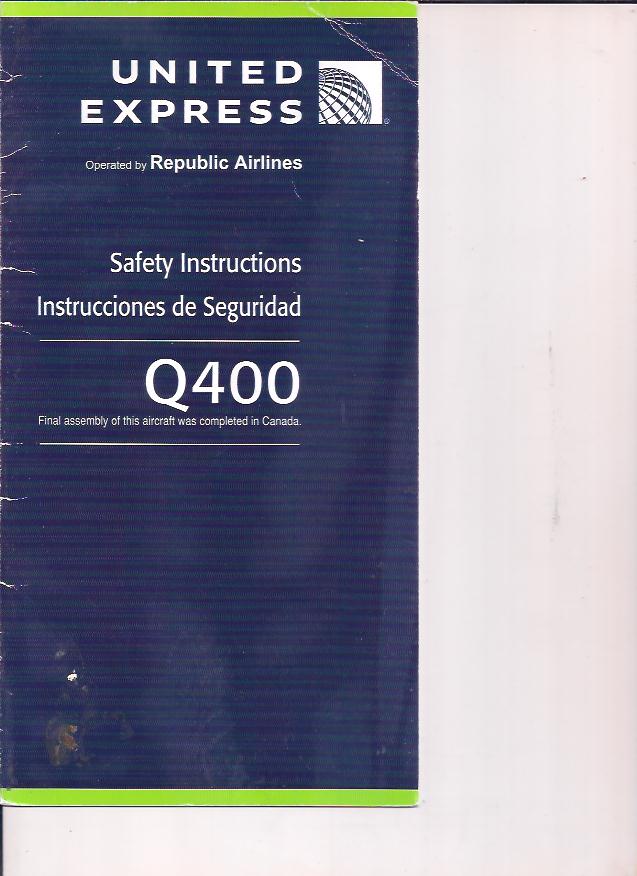 UNITED
EXPRESS
Operated by Republic Airlines
Safety Instructions
Instrucciones de Seguridad
Q400
Final assembly of this aircraft was completed in Canada.